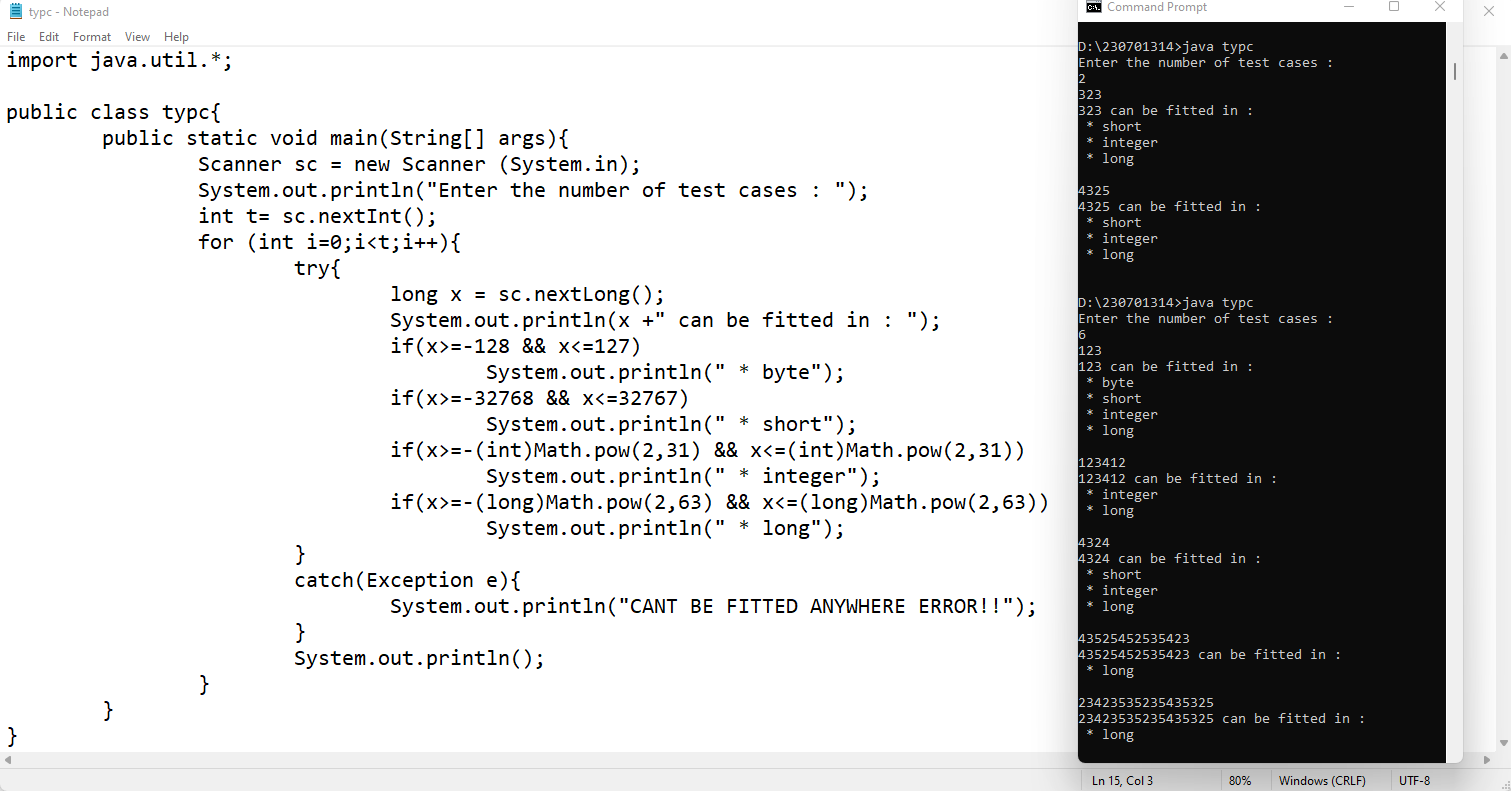 typc - Notepad
File Edit Format View Help
import java.util.*;
public class typc{
public static void main(String[] args){
Scanner sc = new Scanner (System.in);
System.out.println("Enter the number of test cases : ");
int t= sc.nextInt();
for (int i=0;i<t;i++){
try{
long x = sc.nextLong();
System.out.println(x +" can be fitted in : ");
if(x>=-128 && x<=127)
System.out.println(" * byte");
if(x>=-32768 && x<=32767)
System.out.println(" * short");
if(x>=-(int)Math.pow(2,31) && x<=(int)Math.pow(2,31))
System.out.println(" * integer");
if(x>=-(long)Math.pow(2,63) && x<=(long)Math.pow(2,63))
System.out.println(" * long");
}
catch(Exception e){
System.out.println("CANT BE FITTED ANYWHERE ERROR!!");
}
System.out.println();
}
}
}
Ln 15, Col 3 80% Windows (CRLF) UTF-8
Command Prompt
D:\230701314>java typc
Enter the number of test cases :
2
323
323 can be fitted in :
* short
* integer
* long
4325
4325 can be fitted in :
* short
* integer
* long
D:\230701314>java typc
Enter the number of test cases :
6
123
123 can be fitted in :
* byte
* short
* integer
* long
123412
123412 can be fitted in :
* integer
* long
4324
4324 can be fitted in :
* short
* integer
* long
43525452535423
43525452535423 can be fitted in :
* long
23423535235435325
23423535235435325 can be fitted in :
* long